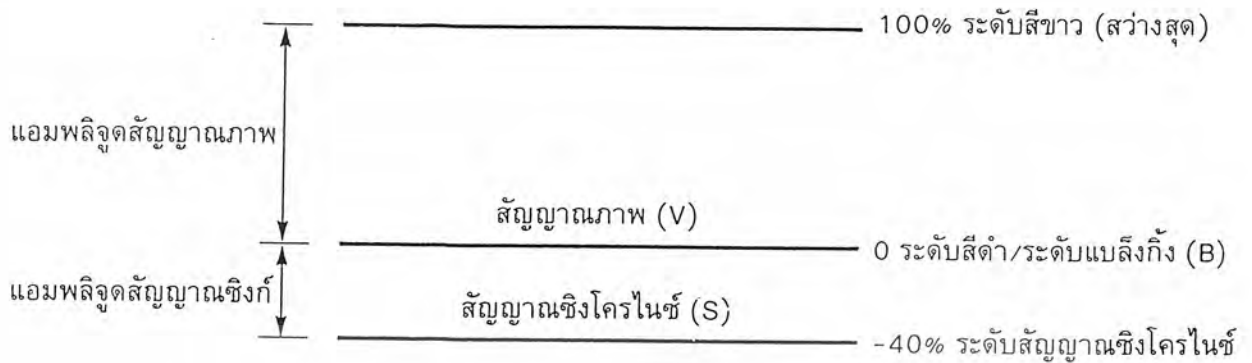 100% ระดับสีขาว (สว่างสุด)
แอมพลิจูดสัญญาณภาพ
สัญญาณภาพ (V)
0 ระดับสีดำ/ระดับแบล็งกิ้ง (B)
แอมพลิจูดสัญญาณซิงก์
สัญญาณซิงโครไนซ์ (S)
-40% ระดับสัญญาณซิงโครไนซ์